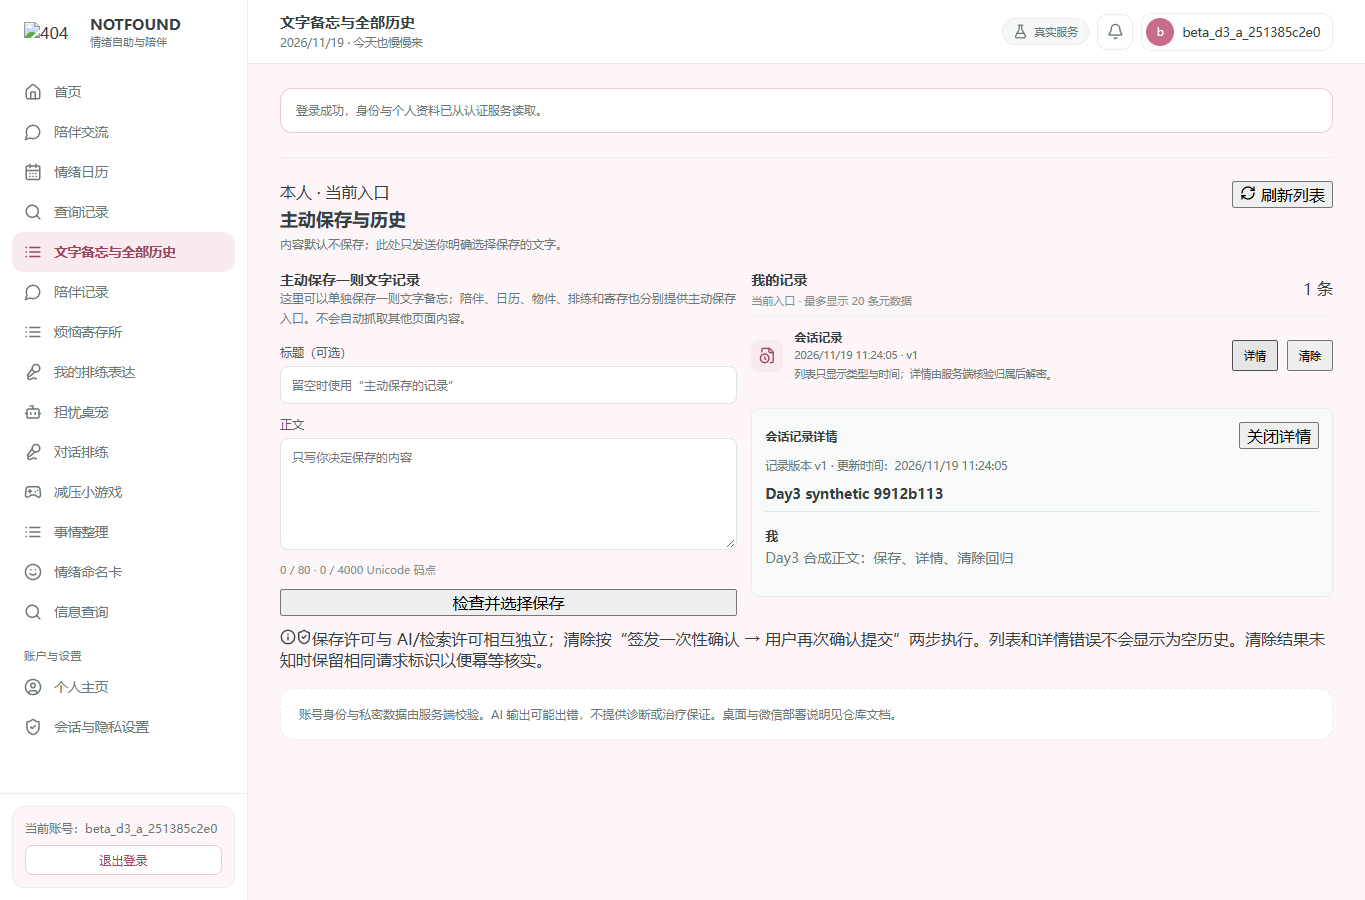 404
NOTFOUND
情绪自助与陪伴
首页
陪伴交流
情绪日历
查询记录
文字备忘与全部历史
陪伴记录
烦恼寄存所
我的排练表达
担忧桌宠
对话排练
减压小游戏
事情整理
情绪命名卡
信息查询
账户与设置
个人主页
会话与隐私设置
当前账号：beta_d3_a_251385c2e0
退出登录
文字备忘与全部历史
2026/11/19 · 今天也慢慢来
真实服务
b
beta_d3_a_251385c2e0
登录成功，身份与个人资料已从认证服务读取。
本人 · 当前入口
主动保存与历史
内容默认不保存；此处只发送你明确选择保存的文字。
刷新列表
主动保存一则文字记录
这里可以单独保存一则文字备忘；陪伴、日历、物件、排练和寄存也分别提供主动保存
入口。不会自动抓取其他页面内容。
标题（可选）
留空时使用“主动保存的记录”
正文
只写你决定保存的内容
0 / 80 · 0 / 4000 Unicode 码点
检查并选择保存
我的记录
当前入口 · 最多显示 20 条元数据
1 条
会话记录
2026/11/19 11:24:05 · v1
列表只显示类型与时间；详情由服务端核验归属后解密。
详情
清除
会话记录详情
关闭详情
记录版本 v1 · 更新时间：2026/11/19 11:24:05
Day3 synthetic 9912b113
我
Day3 合成正文：保存、详情、清除回归
保存许可与 AI/检索许可相互独立；清除按“签发一次性确认 → 用户再次确认提交”两步执行。列表和详情错误不会显示为空历史。清除结果未
知时保留相同请求标识以便幂等核实。
账号身份与私密数据由服务端校验。AI 输出可能出错，不提供诊断或治疗保证。桌面与微信部署说明见仓库文档。